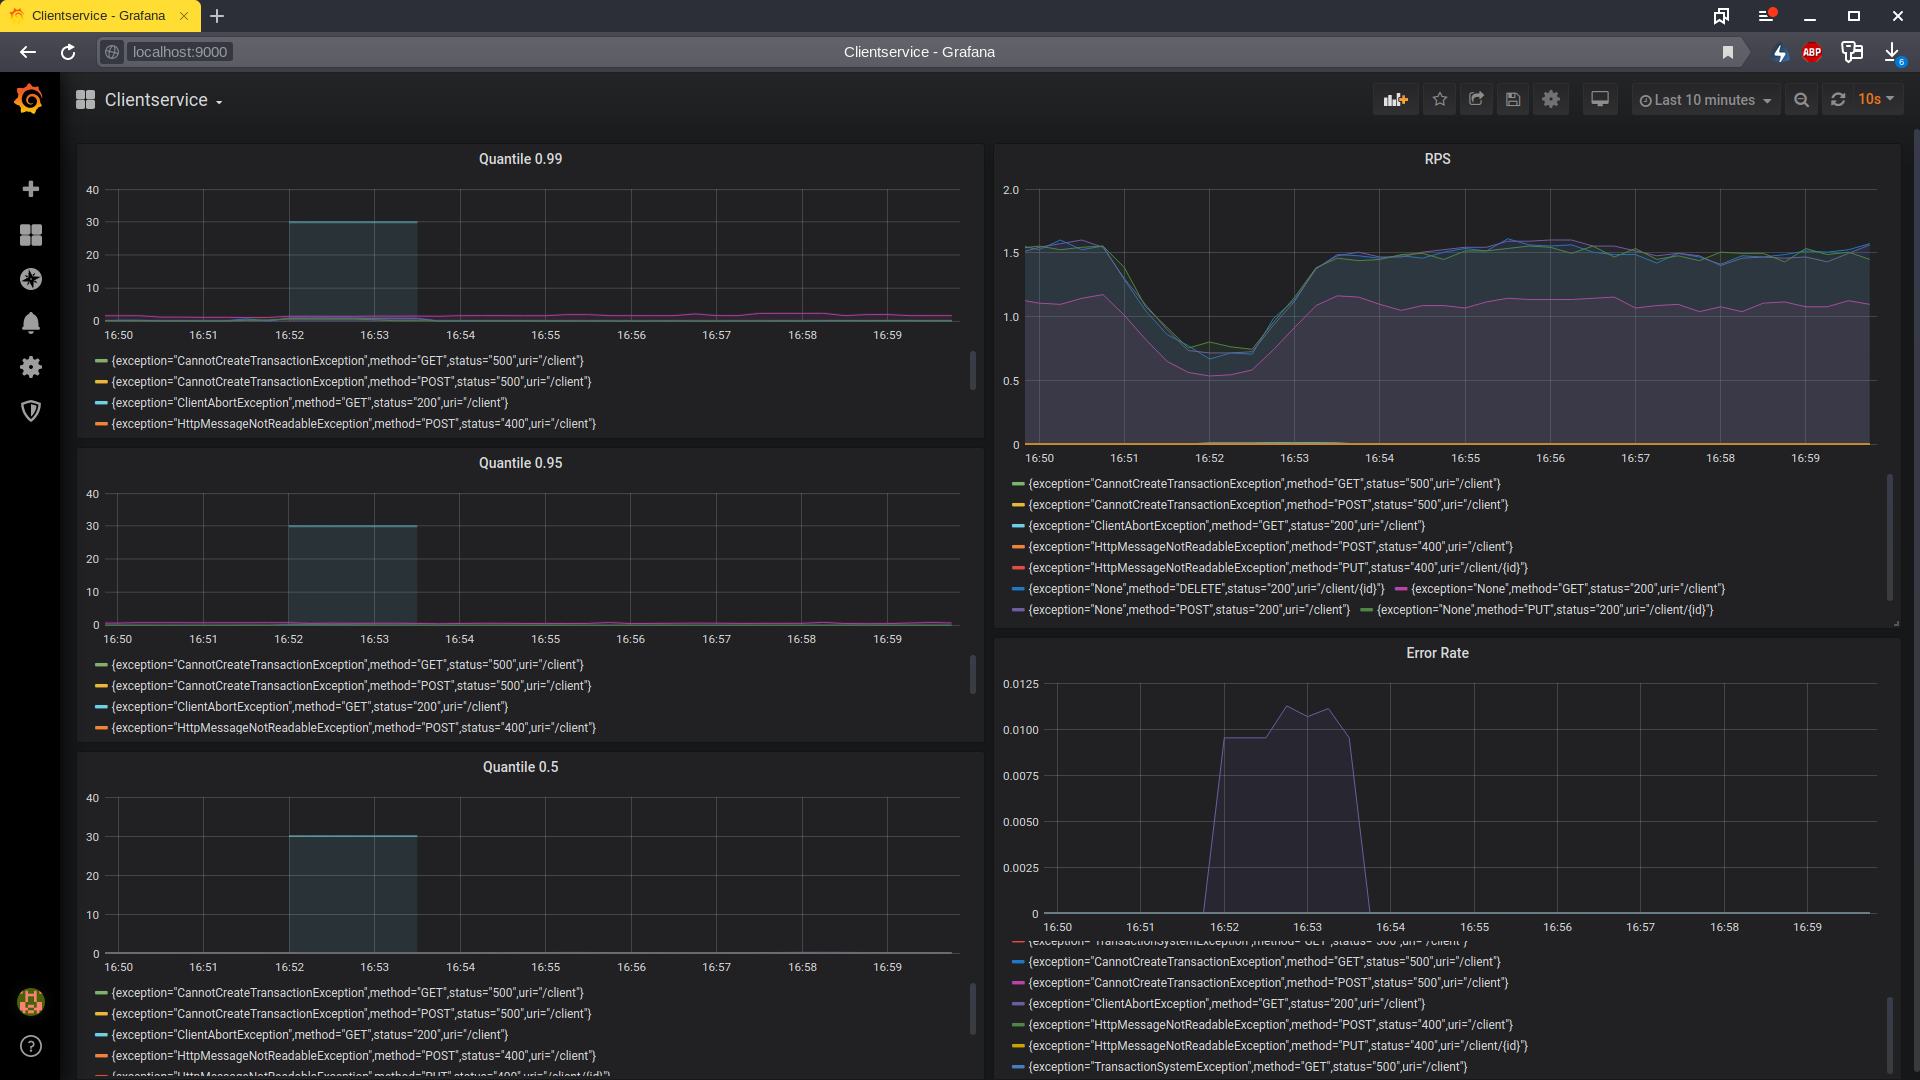 Clientservice - Grafana
localhost:9000
Clientservice - Grafana
ABP
6
Clientservice
Last 10 minutes
10s
Quantile 0.99
40
30
20
10
0
16:50 16:51 16:52 16:53 16:54 16:55 16:56 16:57 16:58 16:59
{exception="CannotCreateTransactionException",method="GET",status="500",uri="/client"}
{exception="CannotCreateTransactionException",method="POST",status="500",uri="/client"}
{exception="ClientAbortException",method="GET",status="200",uri="/client"}
{exception="HttpMessageNotReadableException",method="POST",status="400",uri="/client"}
Quantile 0.95
40
30
20
10
0
16:50 16:51 16:52 16:53 16:54 16:55 16:56 16:57 16:58 16:59
{exception="CannotCreateTransactionException",method="GET",status="500",uri="/client"}
{exception="CannotCreateTransactionException",method="POST",status="500",uri="/client"}
{exception="ClientAbortException",method="GET",status="200",uri="/client"}
{exception="HttpMessageNotReadableException",method="POST",status="400",uri="/client"}
Quantile 0.5
40
30
20
10
0
16:50 16:51 16:52 16:53 16:54 16:55 16:56 16:57 16:58 16:59
{exception="CannotCreateTransactionException",method="GET",status="500",uri="/client"}
{exception="CannotCreateTransactionException",method="POST",status="500",uri="/client"}
{exception="ClientAbortException",method="GET",status="200",uri="/client"}
{exception="HttpMessageNotReadableException",method="POST",status="400",uri="/client"}
{exception="HttpMessageNotReadableException",method="PUT",status="400",uri="/client/{id}"}
RPS
2.0
1.5
1.0
0.5
0
16:50 16:51 16:52 16:53 16:54 16:55 16:56 16:57 16:58 16:59
{exception="CannotCreateTransactionException",method="GET",status="500",uri="/client"}
{exception="CannotCreateTransactionException",method="POST",status="500",uri="/client"}
{exception="ClientAbortException",method="GET",status="200",uri="/client"}
{exception="HttpMessageNotReadableException",method="POST",status="400",uri="/client"}
{exception="HttpMessageNotReadableException",method="PUT",status="400",uri="/client/{id}"}
{exception="None",method="DELETE",status="200",uri="/client/{id}"} {exception="None",method="GET",status="200",uri="/client"}
{exception="None",method="POST",status="200",uri="/client"} {exception="None",method="PUT",status="200",uri="/client/{id}"}
Error Rate
0.0125
0.0100
0.0075
0.0050
0.0025
0
16:50 16:51 16:52 16:53 16:54 16:55 16:56 16:57 16:58 16:59
{exception="TransactionSystemException",method="GET",status="500",uri="/client"}
{exception="CannotCreateTransactionException",method="GET",status="500",uri="/client"}
{exception="CannotCreateTransactionException",method="POST",status="500",uri="/client"}
{exception="ClientAbortException",method="GET",status="200",uri="/client"}
{exception="HttpMessageNotReadableException",method="POST",status="400",uri="/client"}
{exception="HttpMessageNotReadableException",method="PUT",status="400",uri="/client/{id}"}
{exception="TransactionSystemException",method="GET",status="500",uri="/client"}